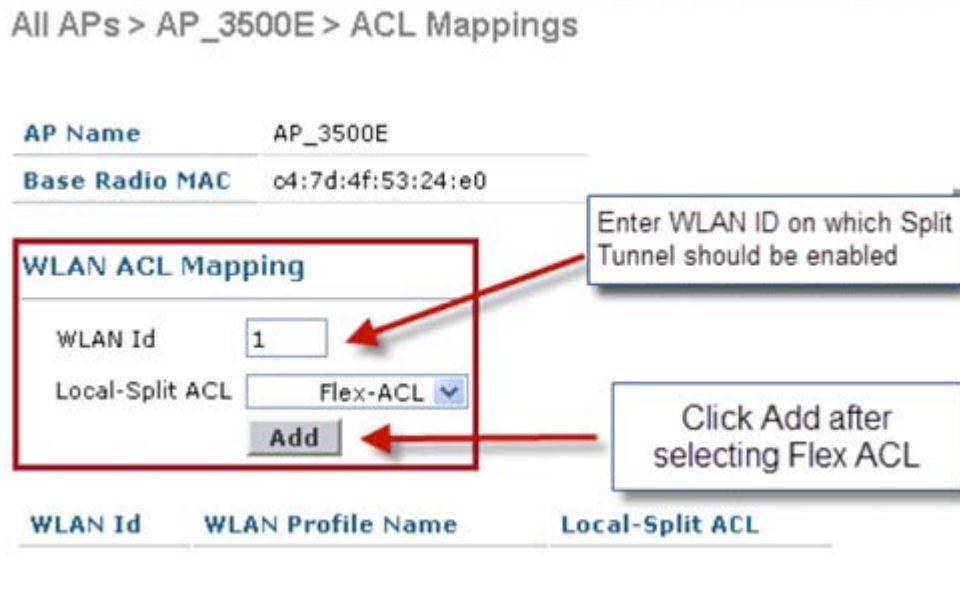 All APs > AP_3500E > ACL Mappings
AP Name AP_3500E
Base Radio MAC c4:7d:4f:53:24:e0
Enter WLAN ID on which Split
Tunnel should be enabled
WLAN ACL Mapping
WLAN Id 1
Local-Split ACL Flex-ACL
Add
Click Add after
selecting Flex ACL
WLAN Id WLAN Profile Name Local-Split ACL